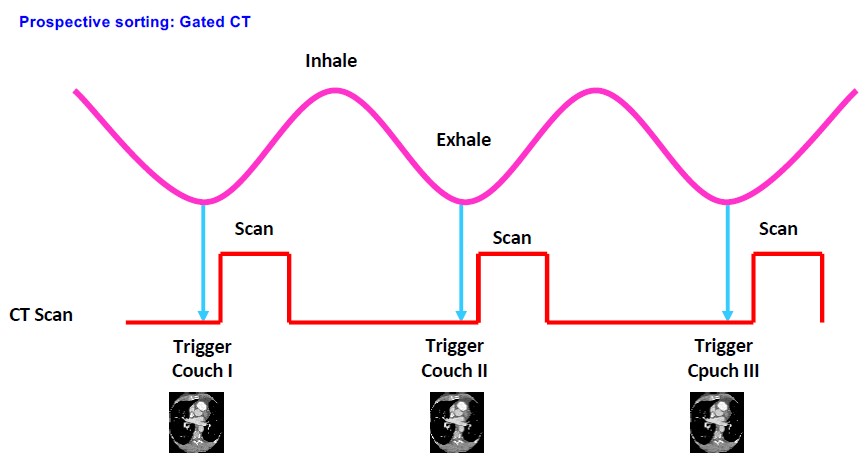 Prospective sorting: Gated CT
Inhale
Exhale
Scan
Scan
Scan
CT Scan
Trigger
Couch I
Trigger
Couch II
Trigger
Cpuch III